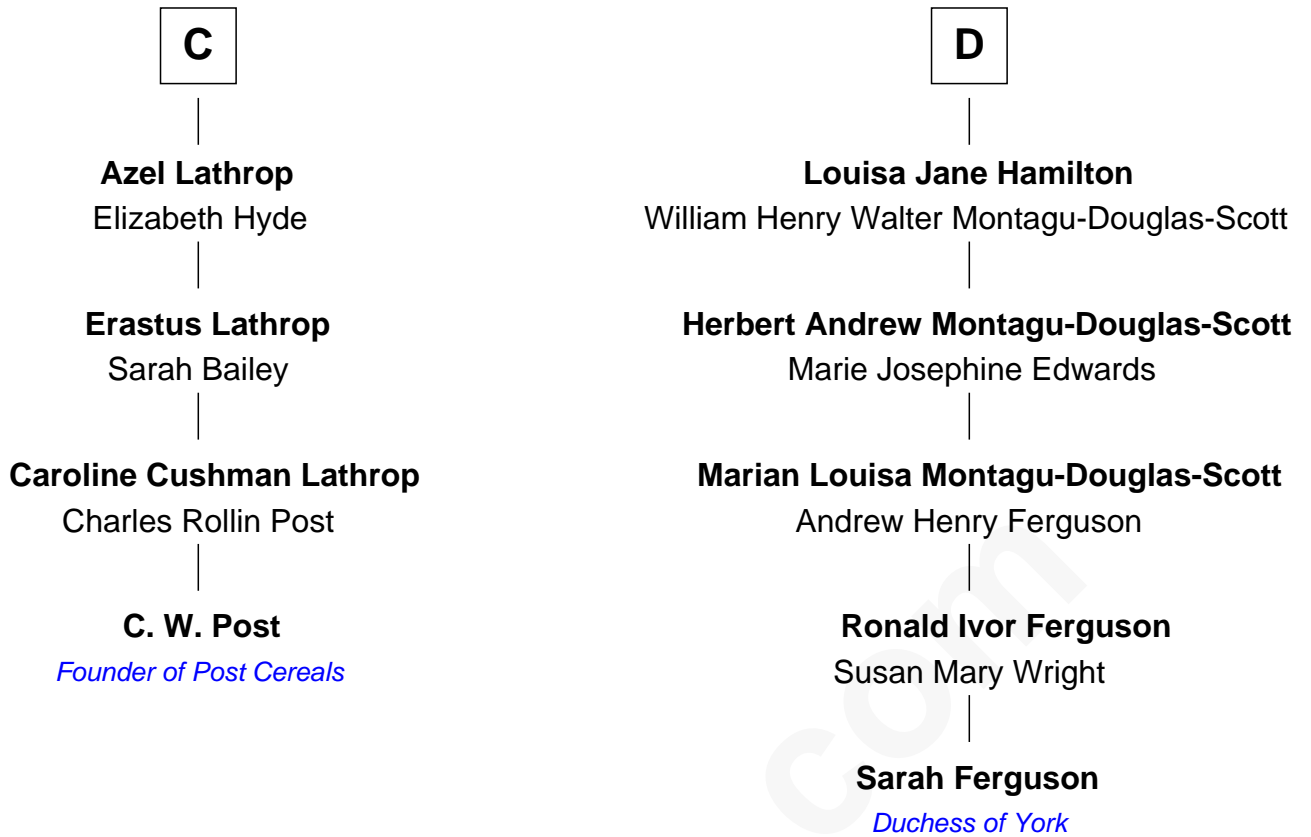 C
Azel Lathrop
Elizabeth Hyde
Erastus Lathrop
Sarah Bailey
Caroline Cushman Lathrop
Charles Rollin Post
C. W. Post
Founder of Post Cereals
D
Louisa Jane Hamilton
William Henry Walter Montagu-Douglas-Scott
Herbert Andrew Montagu-Douglas-Scott
Marie Josephine Edwards
Marian Louisa Montagu-Douglas-Scott
Andrew Henry Ferguson
Ronald Ivor Ferguson
Susan Mary Wright
Sarah Ferguson
Duchess of York
com